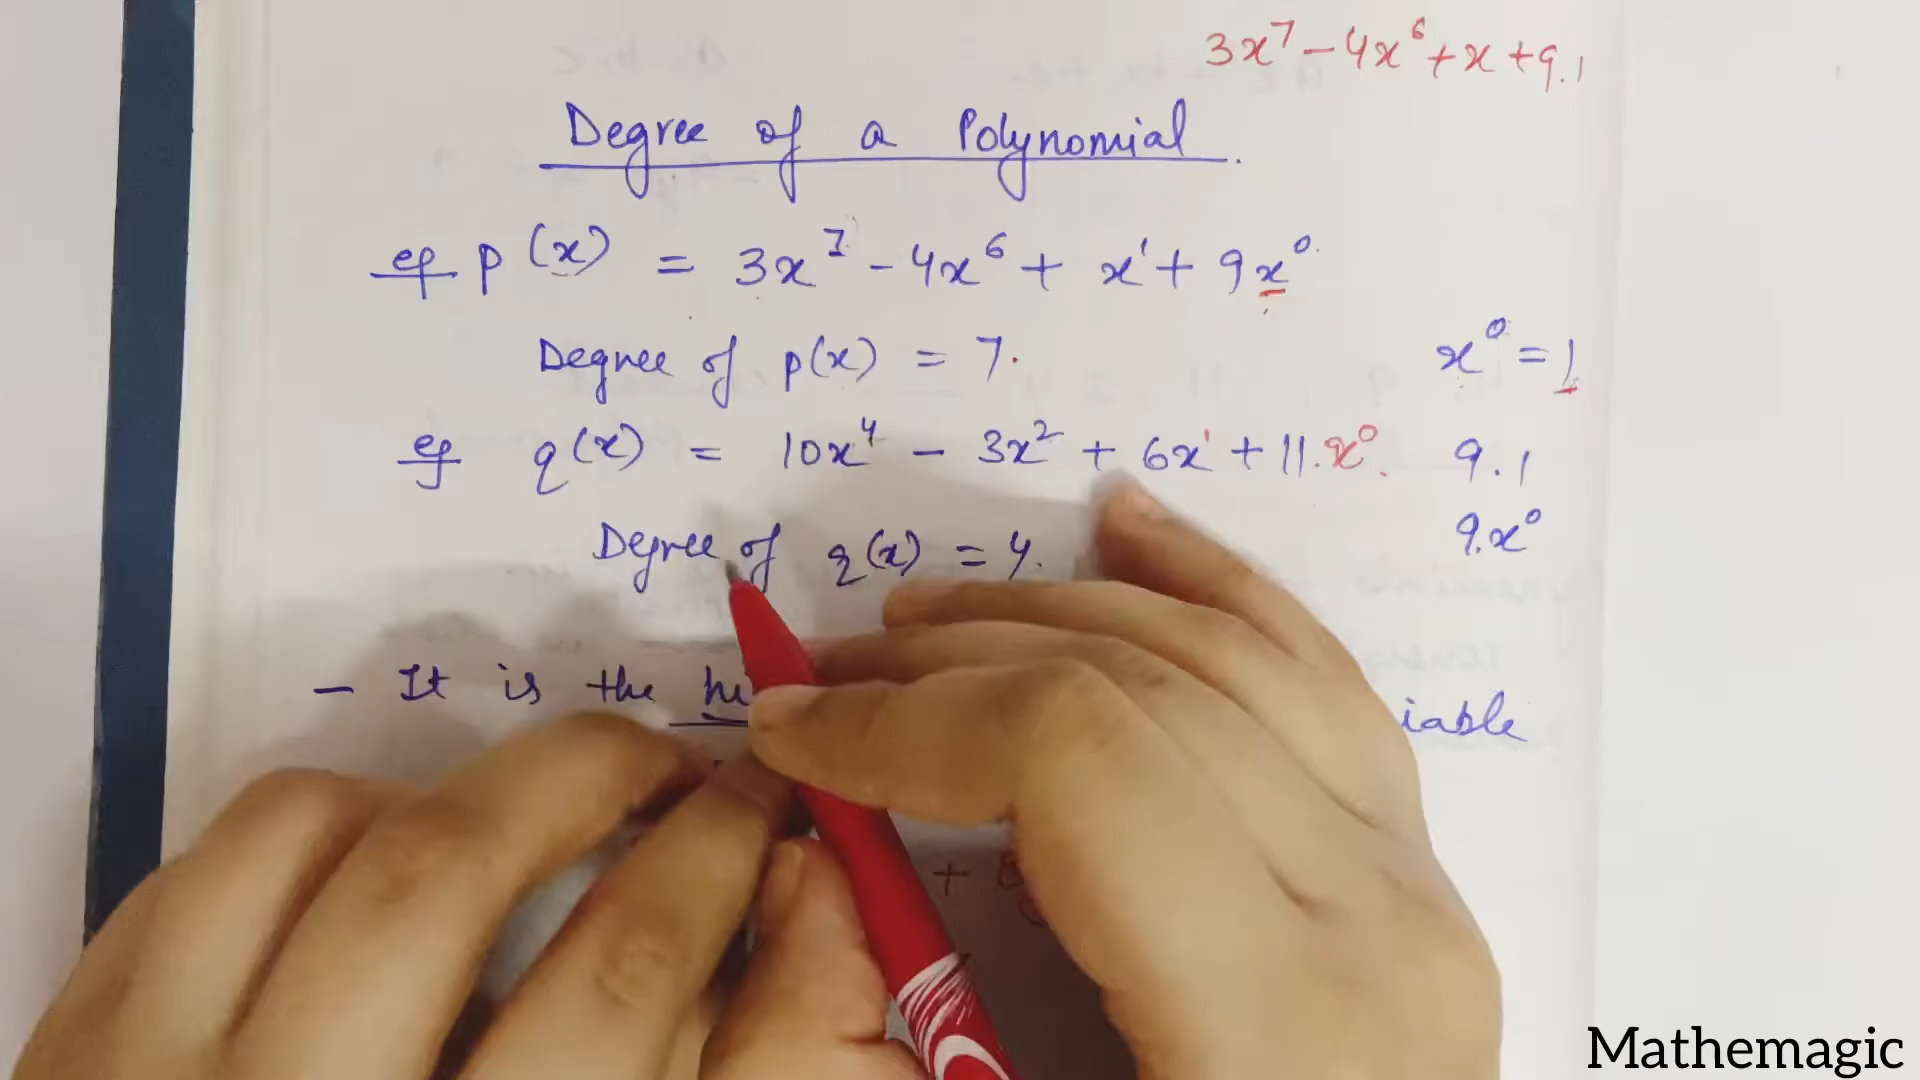 3x⁷ - 4x⁶ + x + 9.1
Degree of a Polynomial.
eg p(x) = 3x⁷ - 4x⁶ + x¹ + 9x⁰
Degree of p(x) = 7.
x⁰ = 1
eg q(x) = 10x⁴ - 3x² + 6x¹ + 11.x⁰.
9.1
Degree of q(x) = 4.
9.x⁰
- It is the
+
Mathemagic